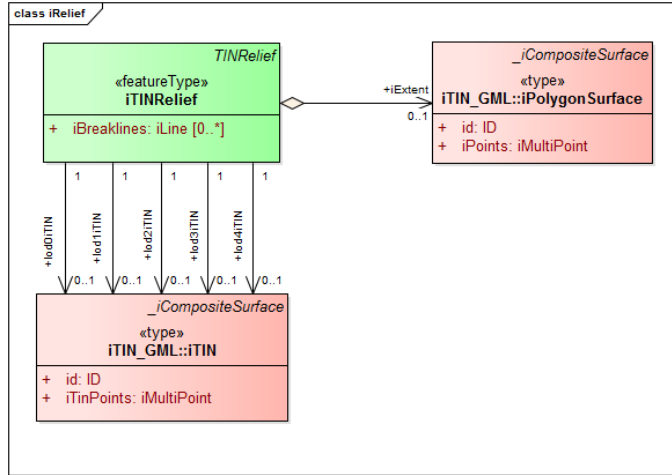 class iRelief
TINRelief
«featureType»
iTINRelief
+ iBreaklines: iLine [0..*]
_iCompositeSurface
«type»
iTIN_GML::iPolygonSurface
+ id: ID
+ iPoints: iMultiPoint
+iExtent
0..1
1
1
1
1
1
+lod0iTIN
+lod1iTIN
+lod2iTIN
+lod3iTIN
+lod4iTIN
0..1
0..1
0..1
0..1
0..1
_iCompositeSurface
«type»
iTIN_GML::iTIN
+ id: ID
+ iTinPoints: iMultiPoint